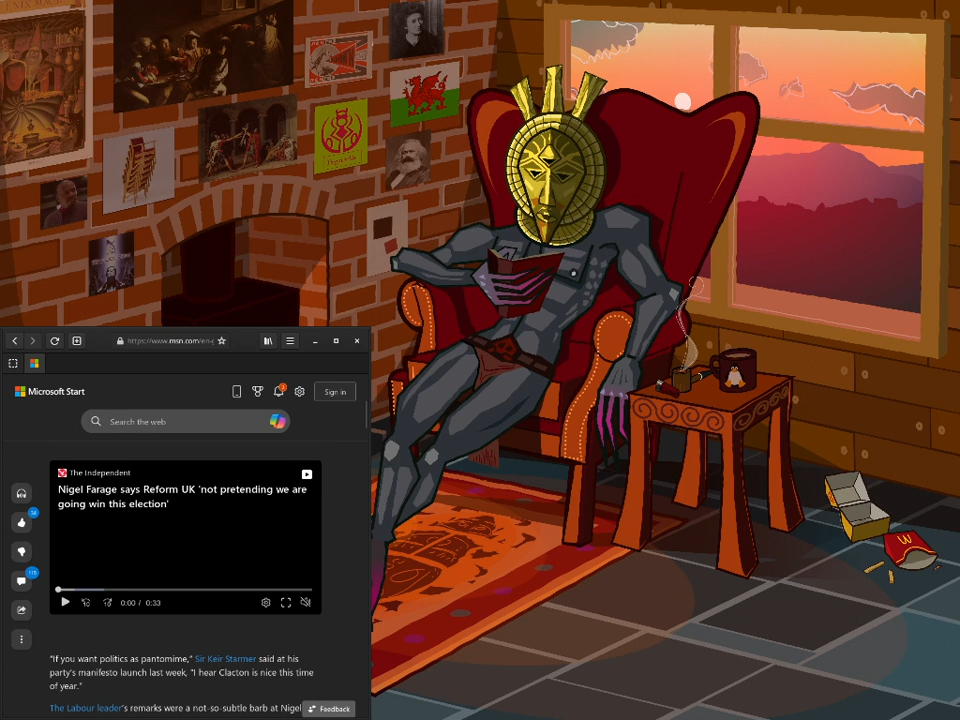 https://www.msn.com/en-g
Microsoft Start
3
Sign in
Search the web
The Independent
Nigel Farage says Reform UK 'not pretending we are
going win this election'
0:00 / 0:33
"If you want politics as pantomime," Sir Keir Starmer said at his
party's manifesto launch last week, "I hear Clacton is nice this time
of year."
The Labour leader's remarks were a not-so-subtle barb at Nigel
Feedback